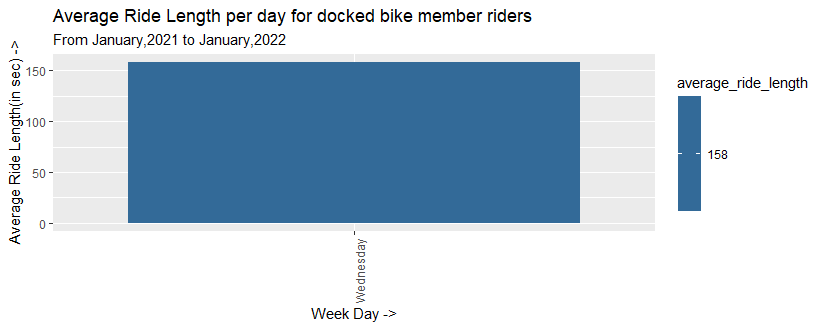 Average Ride Length per day for docked bike member riders
From January,2021 to January,2022
Average Ride Length(in sec) ->
150
100
50
0
Wednesday
Week Day ->
average_ride_length
158